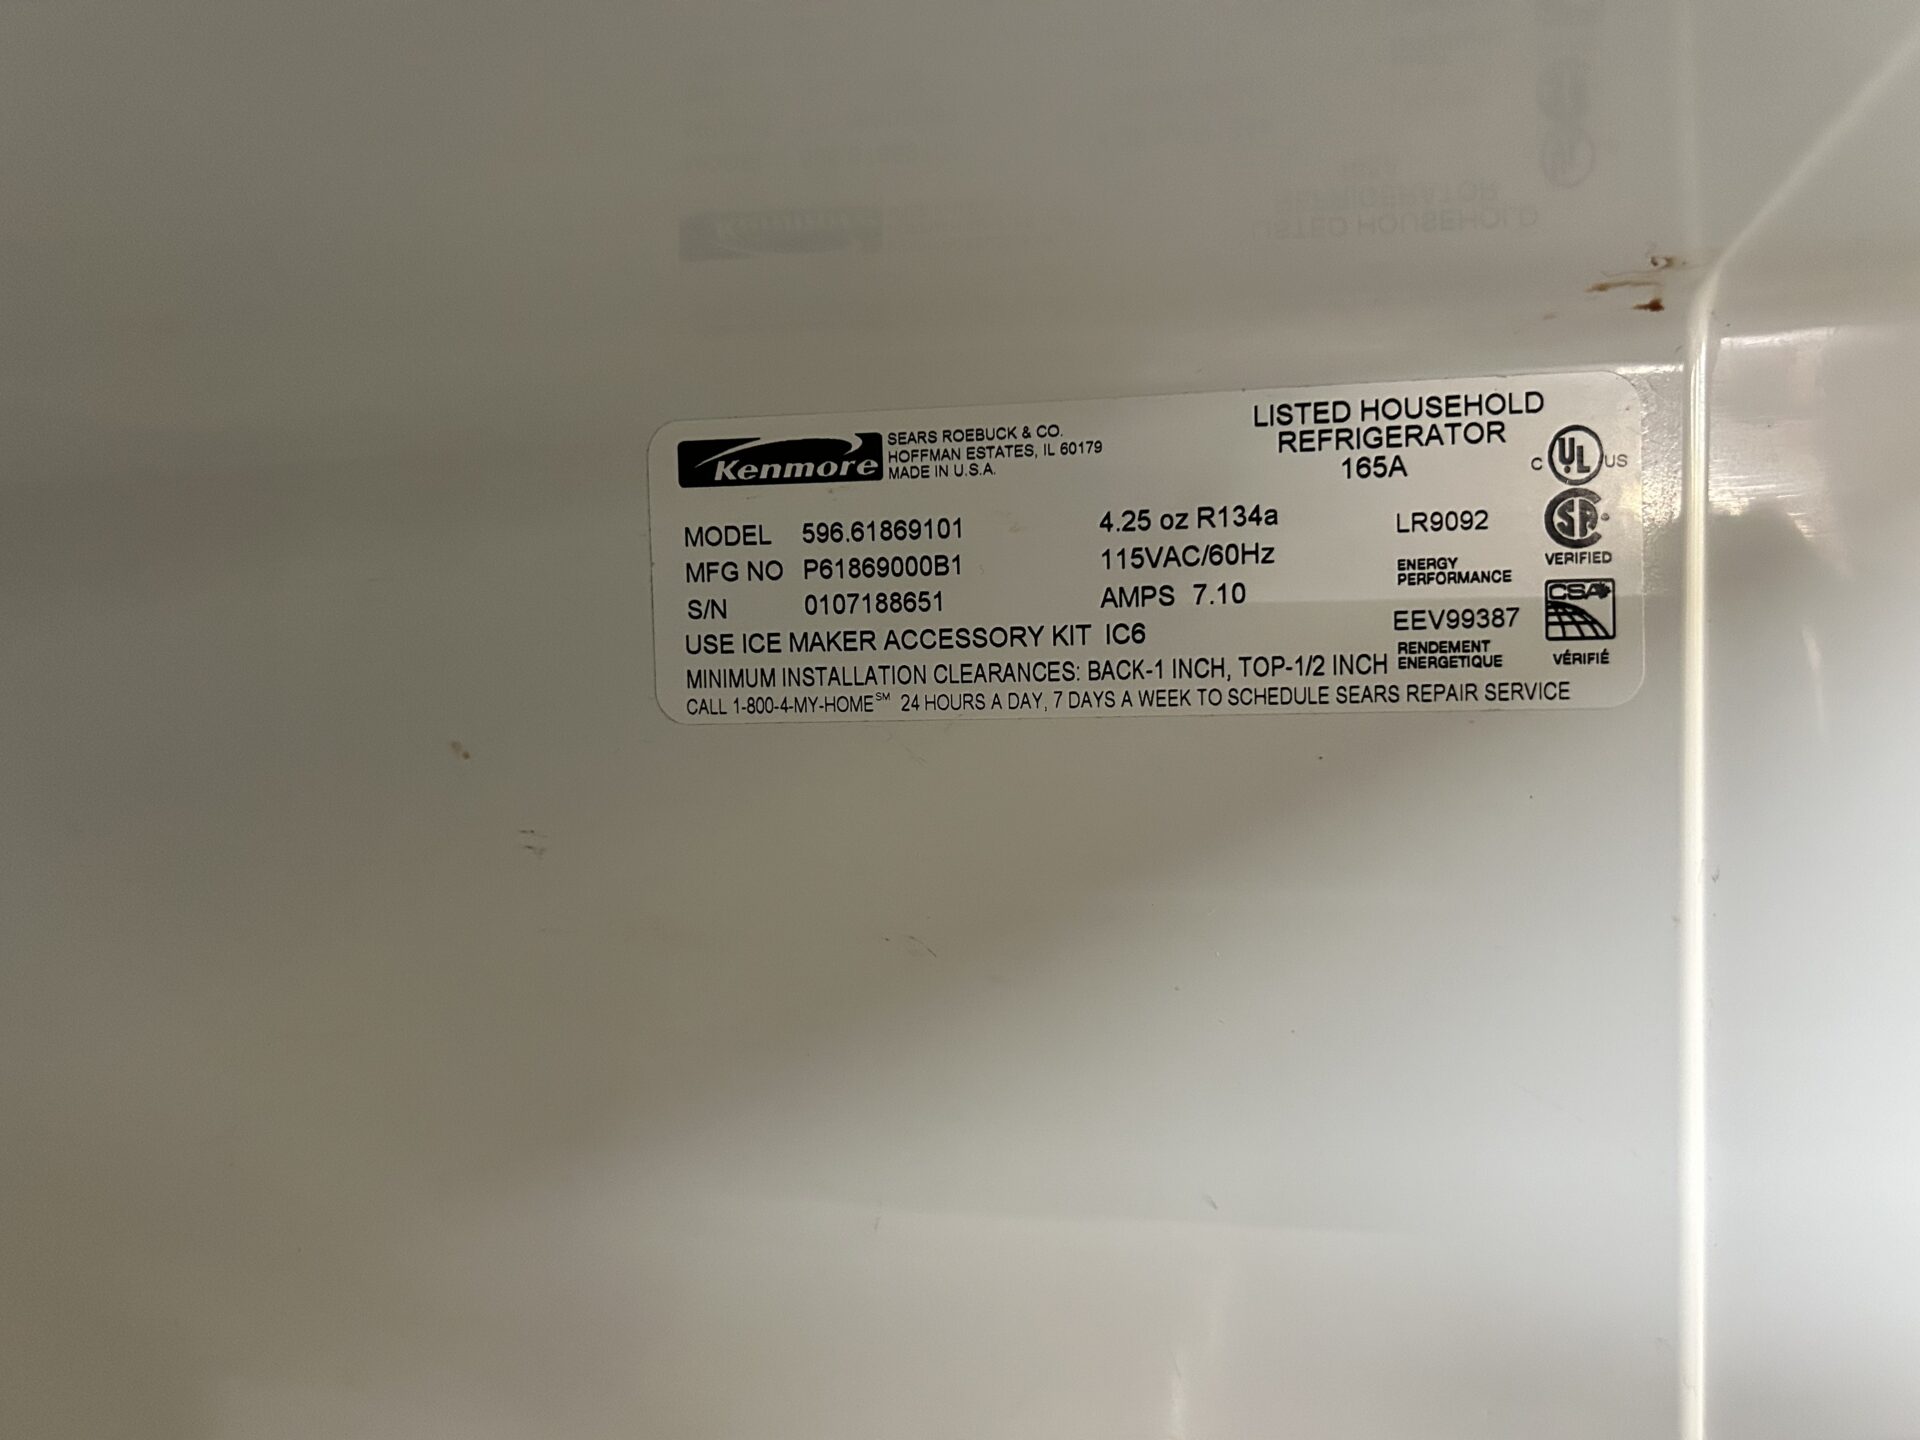 Kenmore
SEARS ROEBUCK & CO.
HOFFMAN ESTATES, IL 60179
MADE IN U.S.A.
LISTED HOUSEHOLD
REFRIGERATOR
165A
C UL US
MODEL 596.61869101
MFG NO P61869000B1
S/N 0107188651
4.25 oz R134a
115VAC/60Hz
AMPS 7.10
LR9092
ENERGY
PERFORMANCE
EEV99387
RENDEMENT
ENERGETIQUE
VERIFIED
CSA
VÉRIFIÉ
USE ICE MAKER ACCESSORY KIT IC6
MINIMUM INSTALLATION CLEARANCES: BACK-1 INCH, TOP-1/2 INCH
CALL 1-800-4-MY-HOME℠ 24 HOURS A DAY, 7 DAYS A WEEK TO SCHEDULE SEARS REPAIR SERVICE